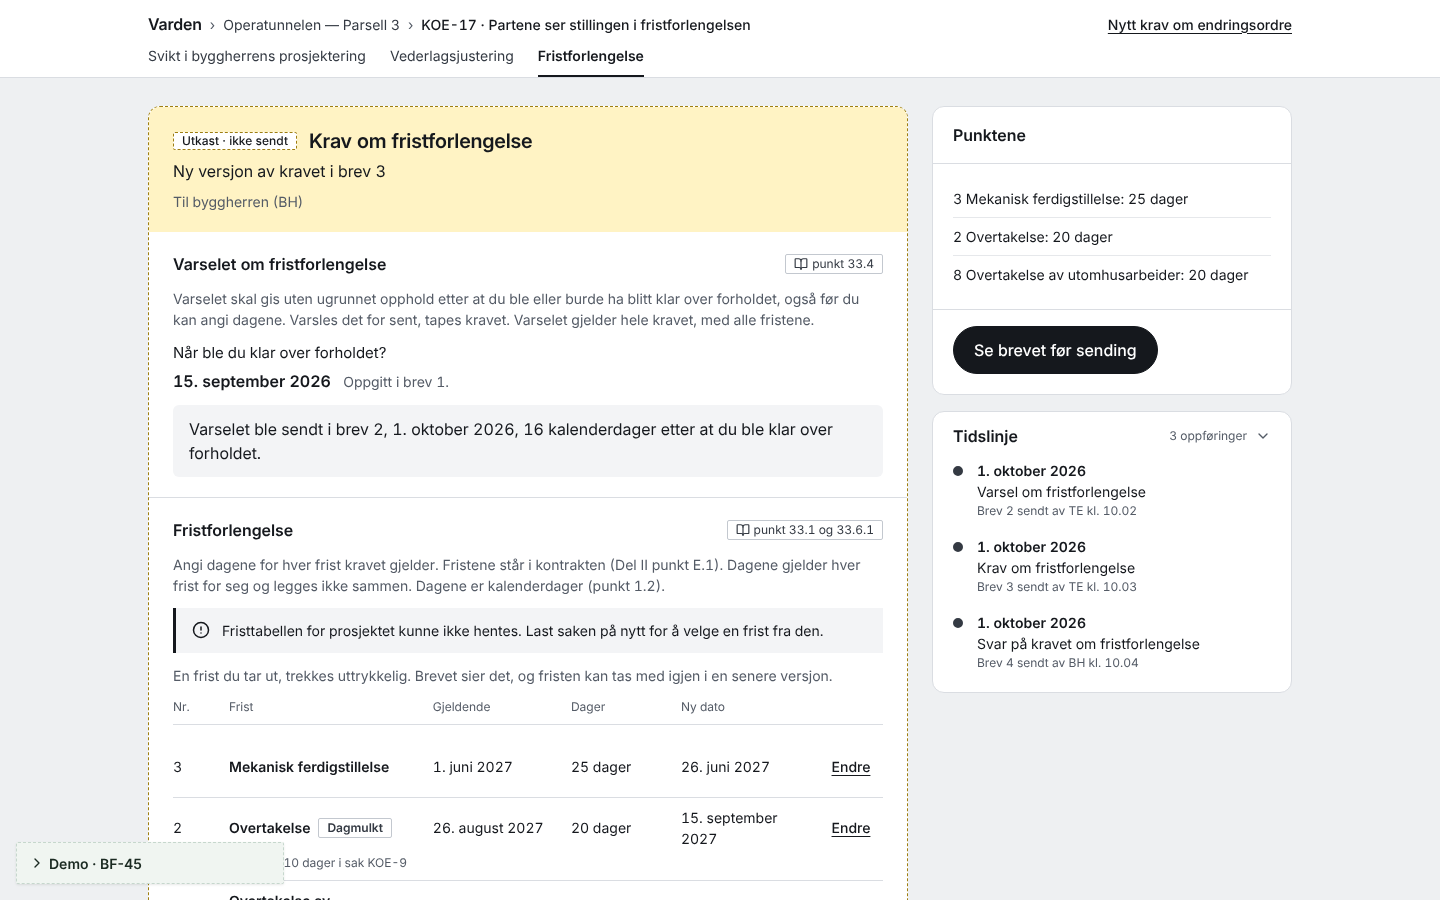 Varden › Operatunnelen — Parsell 3 › KOE-17 · Partene ser stillingen i fristforlengelsen
Nytt krav om endringsordre
Svikt i byggherrens prosjektering Vederlagsjustering Fristforlengelse
Utkast · ikke sendt Krav om fristforlengelse
Ny versjon av kravet i brev 3
Til byggherren (BH)
Varselet om fristforlengelse punkt 33.4
Varselet skal gis uten ugrunnet opphold etter at du ble eller burde ha blitt klar over forholdet, også før du
kan angi dagene. Varsles det for sent, tapes kravet. Varselet gjelder hele kravet, med alle fristene.
Når ble du klar over forholdet?
15. september 2026 Oppgitt i brev 1.
Varselet ble sendt i brev 2, 1. oktober 2026, 16 kalenderdager etter at du ble klar over
forholdet.
Fristforlengelse punkt 33.1 og 33.6.1
Angi dagene for hver frist kravet gjelder. Fristene står i kontrakten (Del II punkt E.1). Dagene gjelder hver
frist for seg og legges ikke sammen. Dagene er kalenderdager (punkt 1.2).
Fristtabellen for prosjektet kunne ikke hentes. Last saken på nytt for å velge en frist fra den.
En frist du tar ut, trekkes uttrykkelig. Brevet sier det, og fristen kan tas med igjen i en senere versjon.
Nr. Frist Gjeldende Dager Ny dato
3 Mekanisk ferdigstillelse 1. juni 2027 25 dager 26. juni 2027 Endre
2 Overtakelse Dagmulkt 26. august 2027 20 dager 15. september
2027 Endre
10 dager i sak KOE-9
Overtakelse av
Demo · BF-45
Punktene
3 Mekanisk ferdigstillelse: 25 dager
2 Overtakelse: 20 dager
8 Overtakelse av utomhusarbeider: 20 dager
Se brevet før sending
Tidslinje 3 oppføringer
1. oktober 2026
Varsel om fristforlengelse
Brev 2 sendt av TE kl. 10.02
1. oktober 2026
Krav om fristforlengelse
Brev 3 sendt av TE kl. 10.03
1. oktober 2026
Svar på kravet om fristforlengelse
Brev 4 sendt av BH kl. 10.04